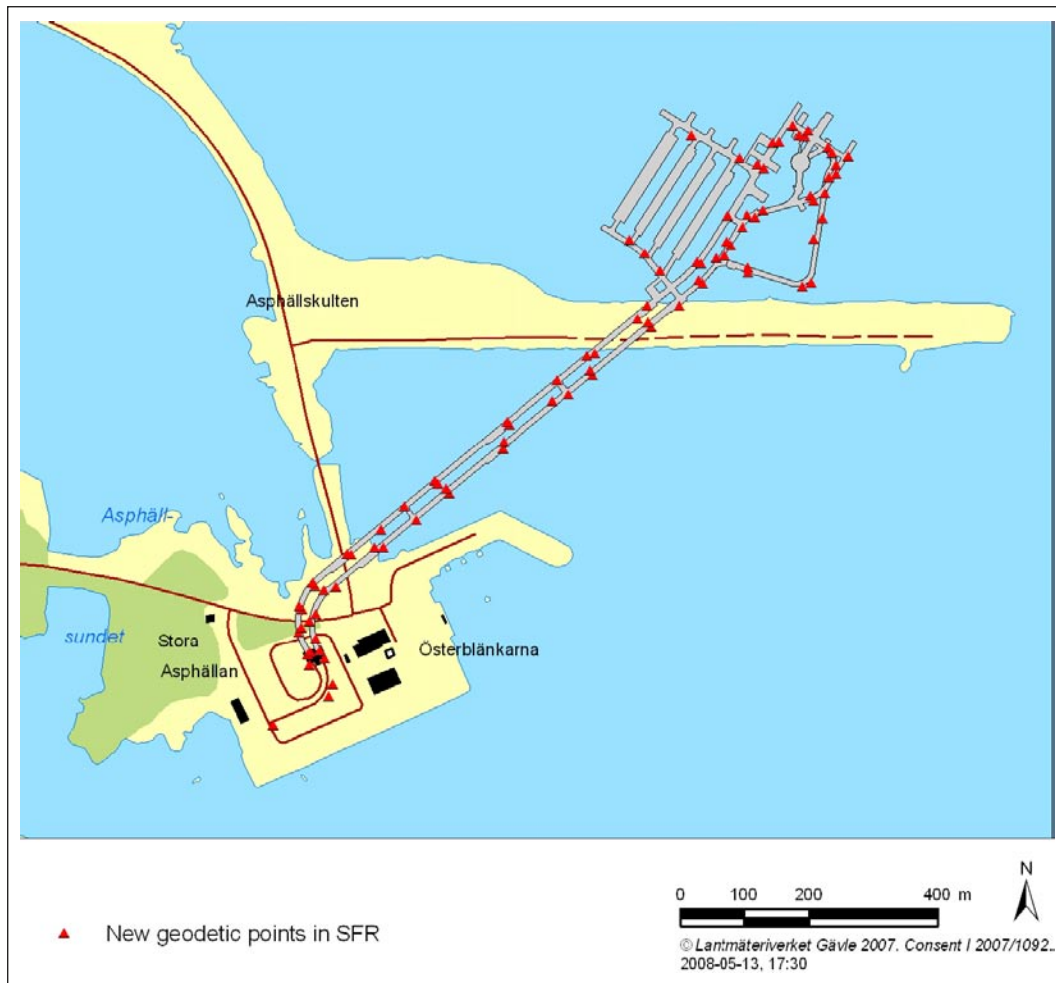 Asphällskulten
Asphäll-
sundet
Stora
Asphällan
Österblänkarna
N
0 100 200 400 m
New geodetic points in SFR
© Lantmäteriverket Gävle 2007. Consent I 2007/1092..
2008-05-13, 17:30